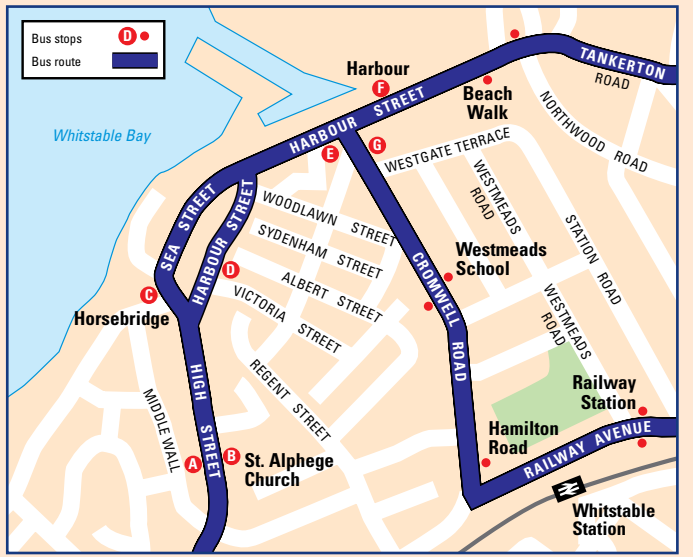 Bus stops D
Bus route
Whitstable Bay
Harbour
F
HARBOUR STREET
TANKERTON
ROAD
Beach
Walk
NORTHWOOD ROAD
E
G
WESTGATE TERRACE
WESTMEADS
ROAD
STATION ROAD
SEA STREET
HARBOUR STREET
WOODLAWN STREET
SYDENHAM STREET
ALBERT STREET
VICTORIA STREET
REGENT STREET
D
C
Horsebridge
Westmeads
School
CROMWELL ROAD
WESTMEADS
ROAD
HIGH STREET
MIDDLE WALL
A
B
St. Alphege
Church
Hamilton
Road
Railway
Station
RAILWAY AVENUE
Whitstable
Station